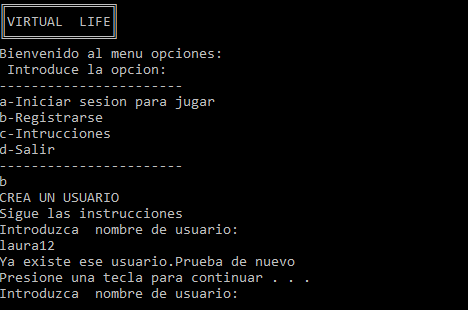 VIRTUAL  LIFE
Bienvenido al menu opciones:
 Introduce la opcion:
-----------------------
a-Iniciar sesion para jugar
b-Registrarse
c-Intrucciones
d-Salir
-----------------------
b
CREA UN USUARIO
Sigue las instrucciones
Introduzca  nombre de usuario:
laura12
Ya existe ese usuario.Prueba de nuevo
Presione una tecla para continuar . . .
Introduzca  nombre de usuario: